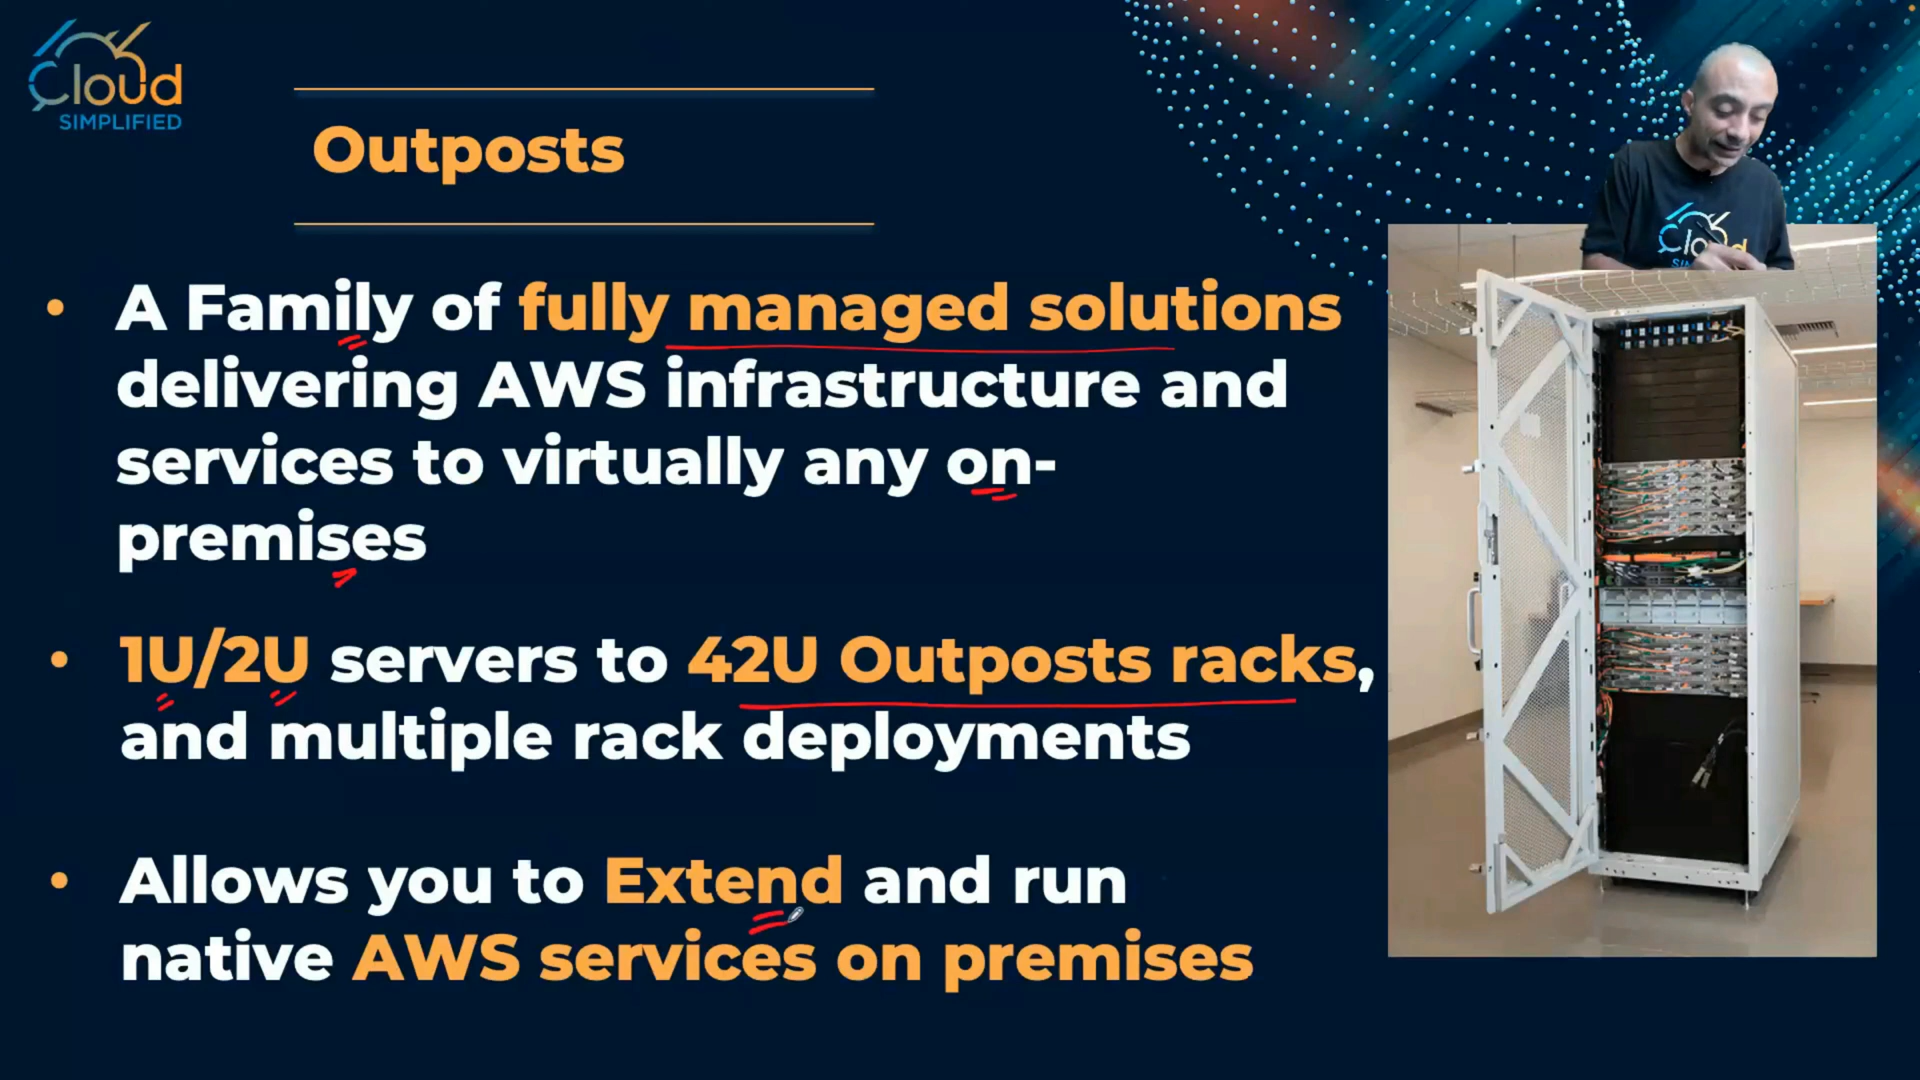 Cloud
SIMPLIFIED
Outposts
• A Family of fully managed solutions
delivering AWS infrastructure and
services to virtually any on-
premises
• 1U/2U servers to 42U Outposts racks,
and multiple rack deployments
• Allows you to Extend and run
native AWS services on premises
Cloud